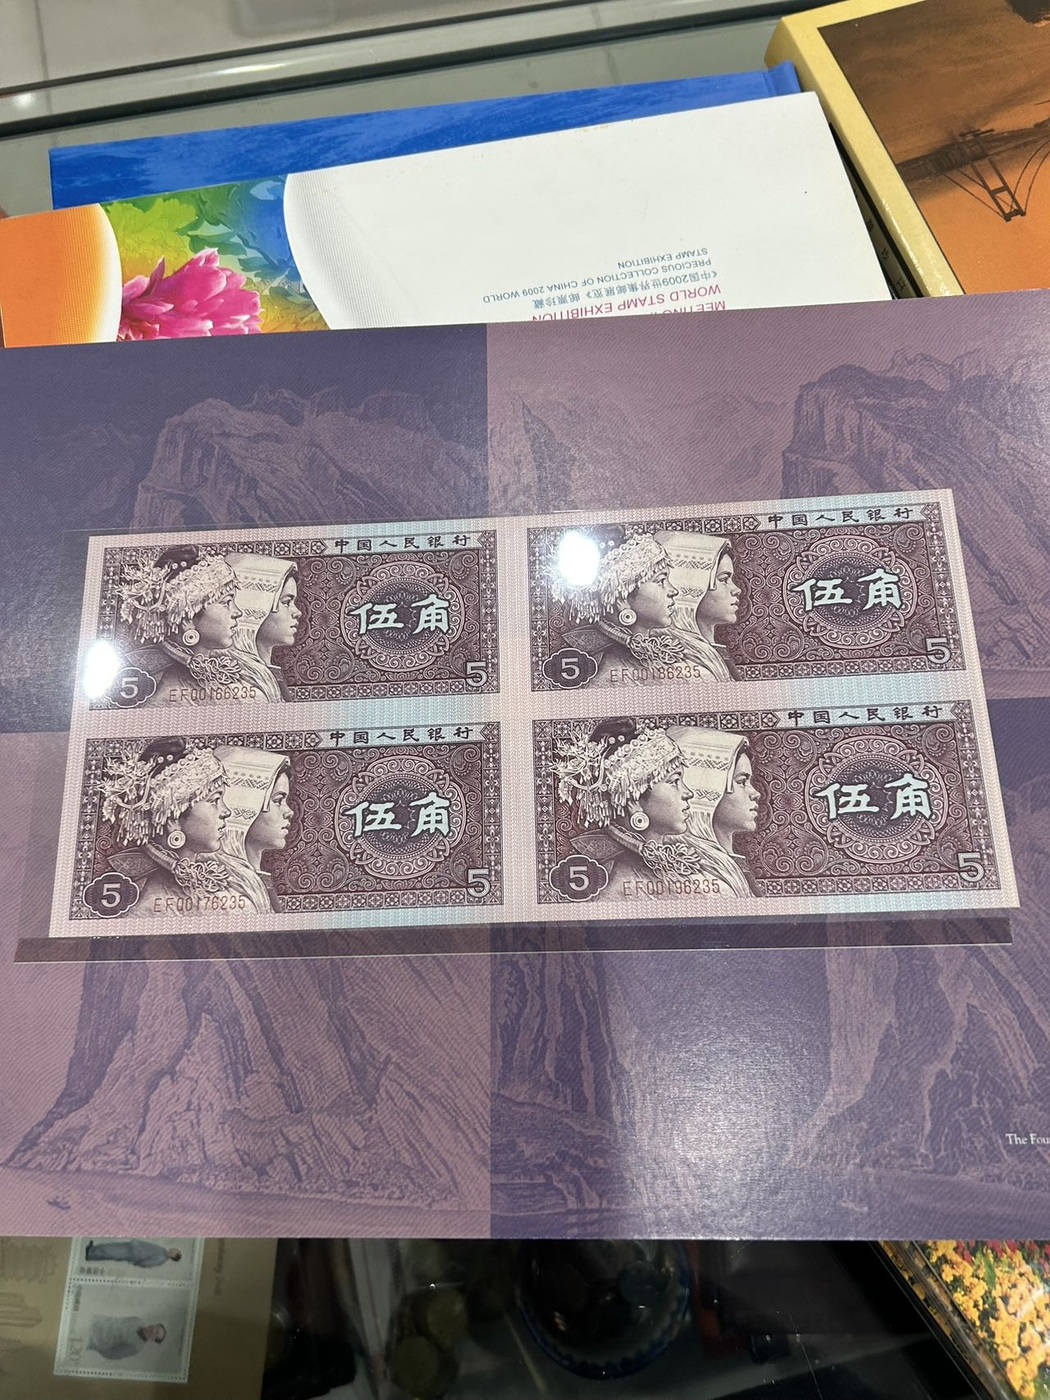 STAMP EXHIBITION
PRECIOUS COLLECTION OF CHINA 2009 WORLD
《中国2009世界集邮展览》邮票珍藏
WORLD STAMP EXHIBITION
MEETING
中国人民银行
伍角
5
EF00166235
5
中国人民银行
伍角
5
EF00186235
5
中国人民银行
伍角
5
EF00176235
5
中国人民银行
伍角
5
EF00196235
5
The Fou